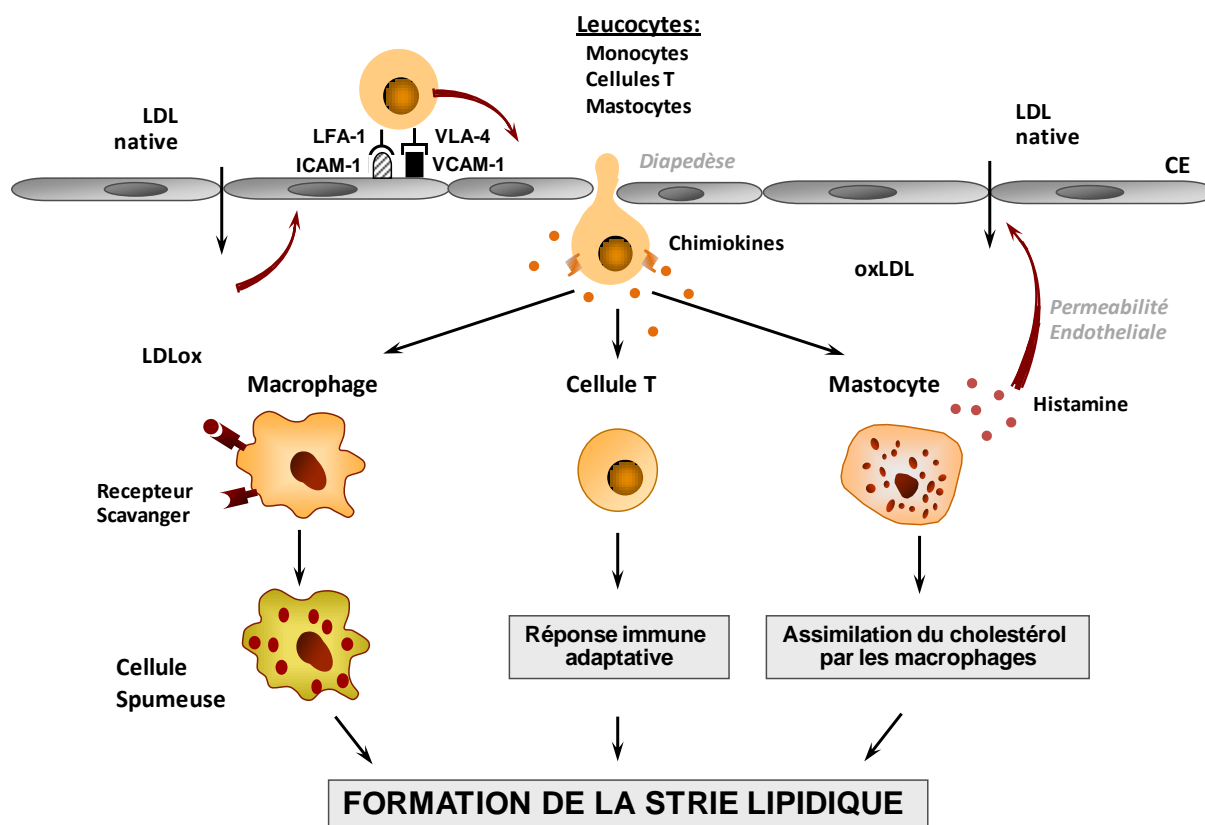 Leucocytes:
Monocytes
Cellules T
Mastocytes
LDL
native
LFA-1
VLA-4
ICAM-1
VCAM-1
Diapedèse
LDL
native
CE
Chimiokines
oxLDL
Permeabilité
Endotheliale
LDLox
Macrophage
Cellule T
Mastocyte
Histamine
Recepteur
Scavanger
Cellule
Spumeuse
Réponse immune
adaptative
Assimilation du cholestérol
par les macrophages
FORMATION DE LA STRIE LIPIDIQUE